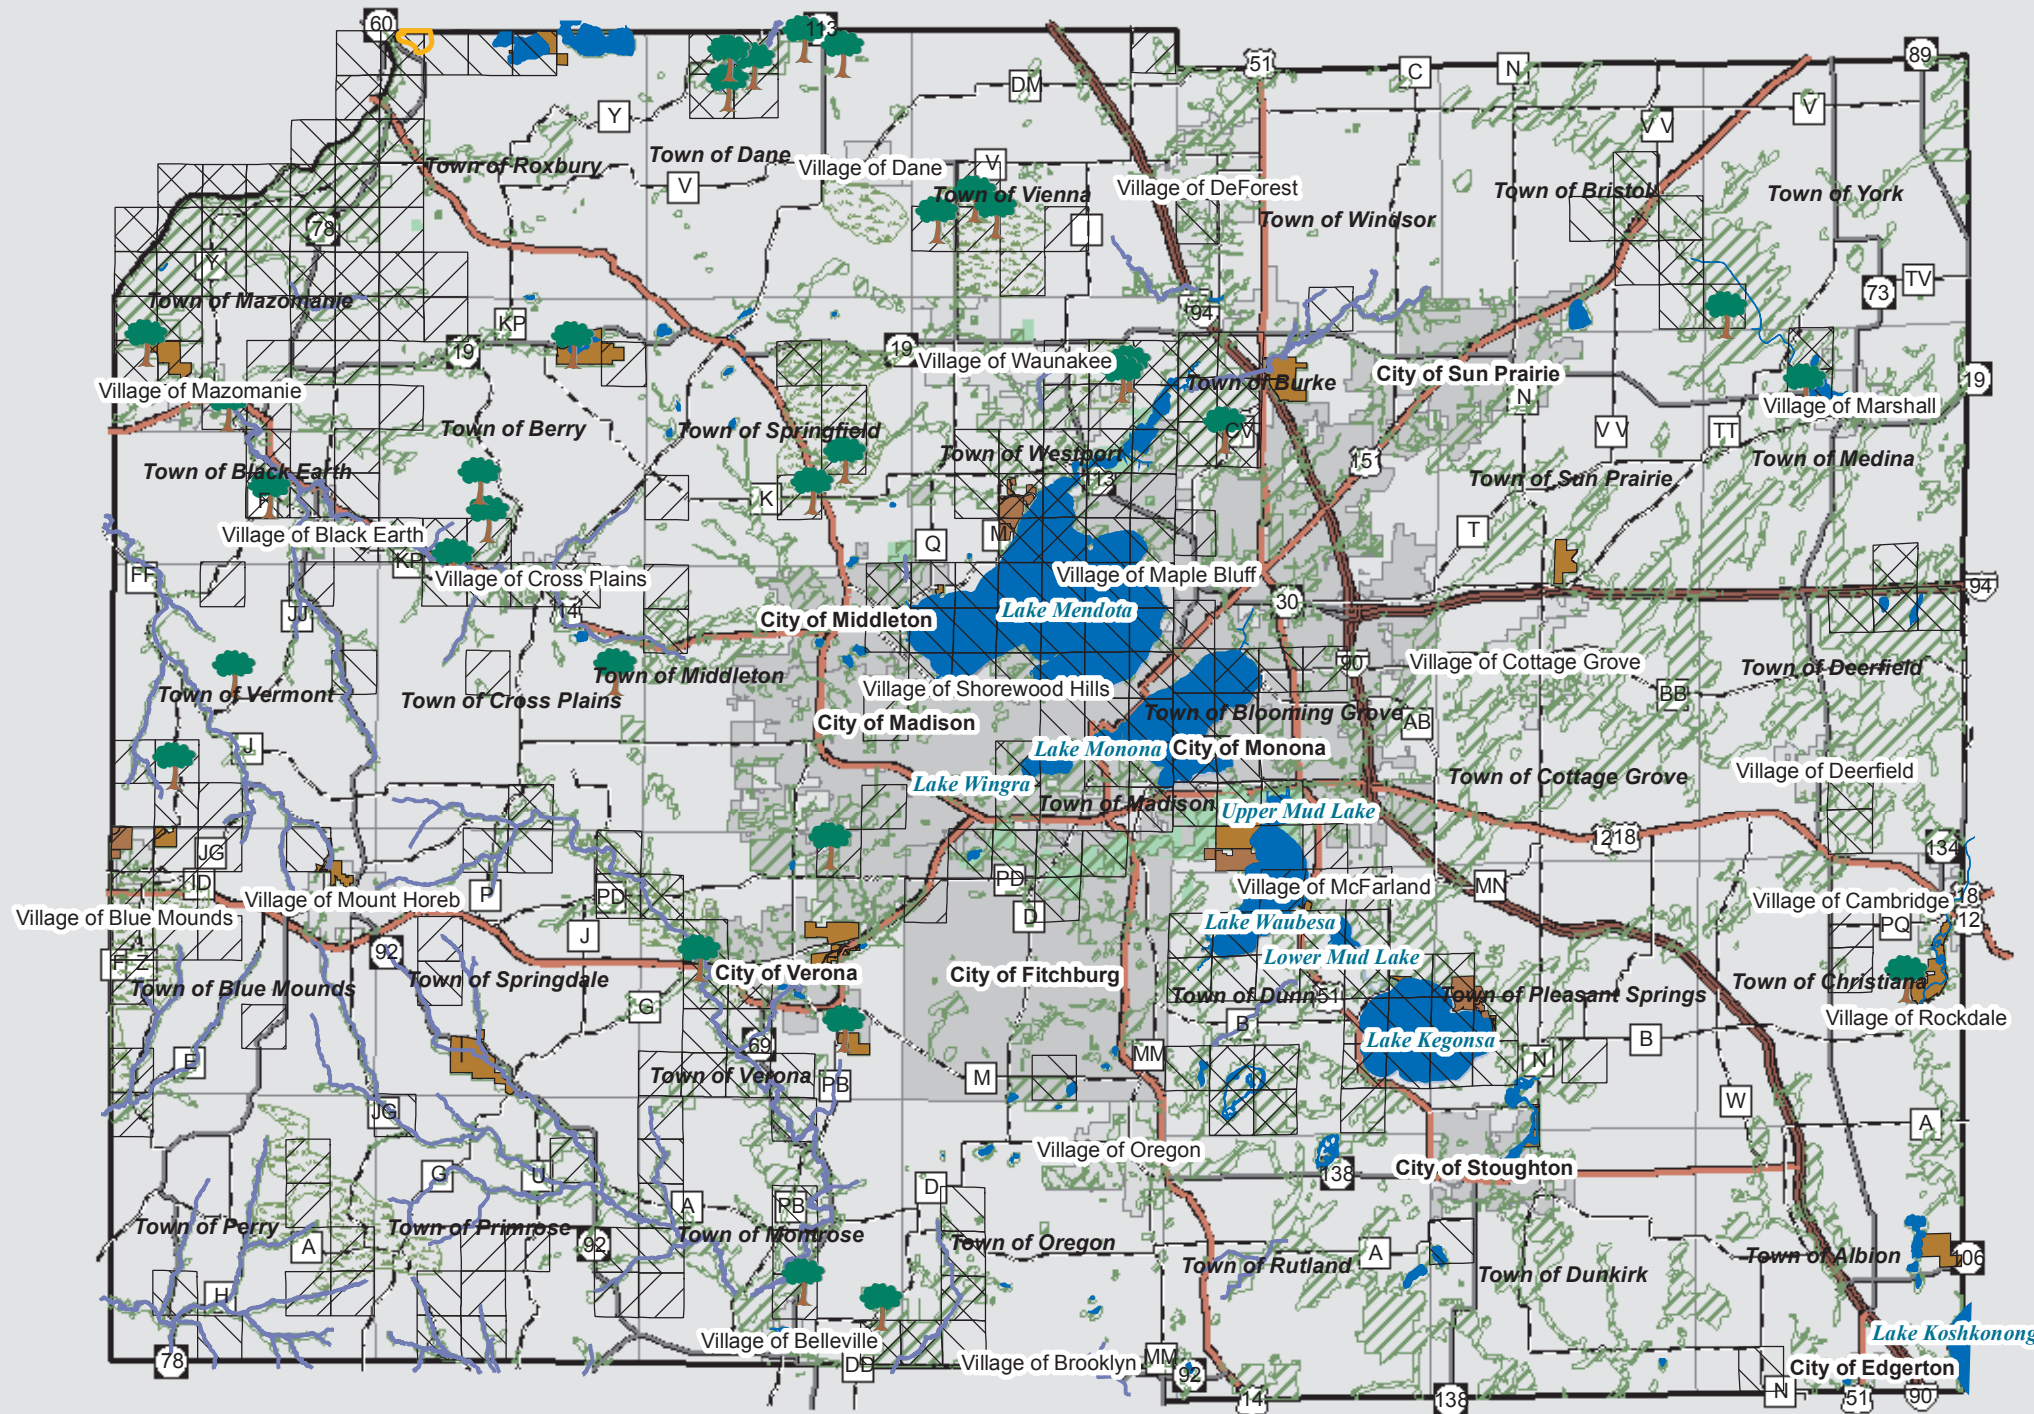 60
113
51
89
C
N
DM
Y
V
V V
Town of Roxbury
Town of Dane
Village of Dane
V
V
Town of Vienna
Village of DeForest
Town of Windsor
Town of Bristol
Town of York
78
I
Y
Town of Mazomanie
73
TV
94
KP
19
19
Village of Waunakee
Town of Burke
City of Sun Prairie
19
N
Village of Mazomanie
Village of Marshall
Town of Berry
Town of Springfield
CV
V V
TT
Town of Westport
15
Town of Black Earth
Town of Medina
Town of Sun Prairie
113
K
F
Village of Black Earth
M
Q
T
KP
FF
Village of Cross Plains
Village of Maple Bluff
94
JJ
14
Lake Mendota
30
City of Middleton
90
Village of Cottage Grove
Town of Deerfield
Town of Vermont
Town of Middleton
Town of Cross Plains
Village of Shorewood Hills
BB
Town of Blooming Grove
City of Madison
AB
J
Lake Monona
City of Monona
Village of Deerfield
Town of Cottage Grove
Lake Wingra
Town of Madison
Upper Mud Lake
1218
134
JG
ID
P
PD
PD
MN
Village of McFarland
18
Village of Mount Horeb
Village of Cambridge
Village of Blue Mounds
D
Lake Waubesa
12
PQ
J
92
Lower Mud Lake
F
Z
City of Verona
City of Fitchburg
Town of Springdale
Town of Christiana
Town of Blue Mounds
Town of Dunn
51
Town of Pleasant Springs
G
B
Village of Rockdale
69
Lake Kegonsa
B
E
MM
N
Town of Verona
M
PB
W
JG
A
Village of Oregon
G
U
138
City of Stoughton
D
A
PB
Town of Perry
Town of Primrose
Town of Montrose
A
92
Town of Oregon
A
Town of Albion
106
Town of Rutland
Town of Dunkirk
H
Lake Koshkonong
Village of Belleville
78
DD
Village of Brooklyn
MM
City of Edgerton
92
N
14
138
51
90